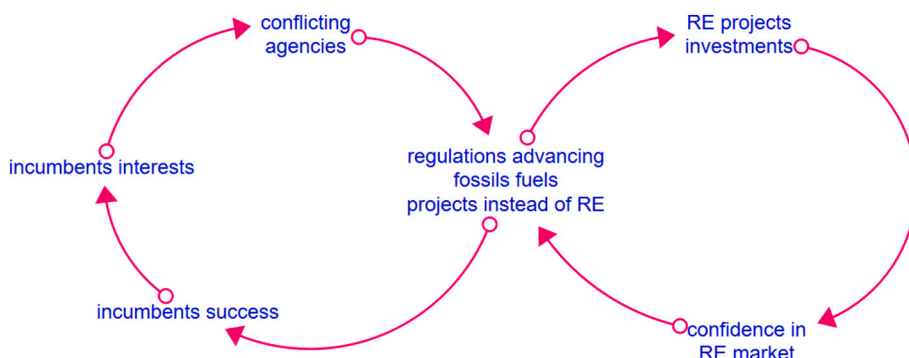 conflicting
agencies
RE projects
investments
incumbents interests
regulations advancing
fossils fuels
projects instead of RE
incumbents success
confidence in
RE market